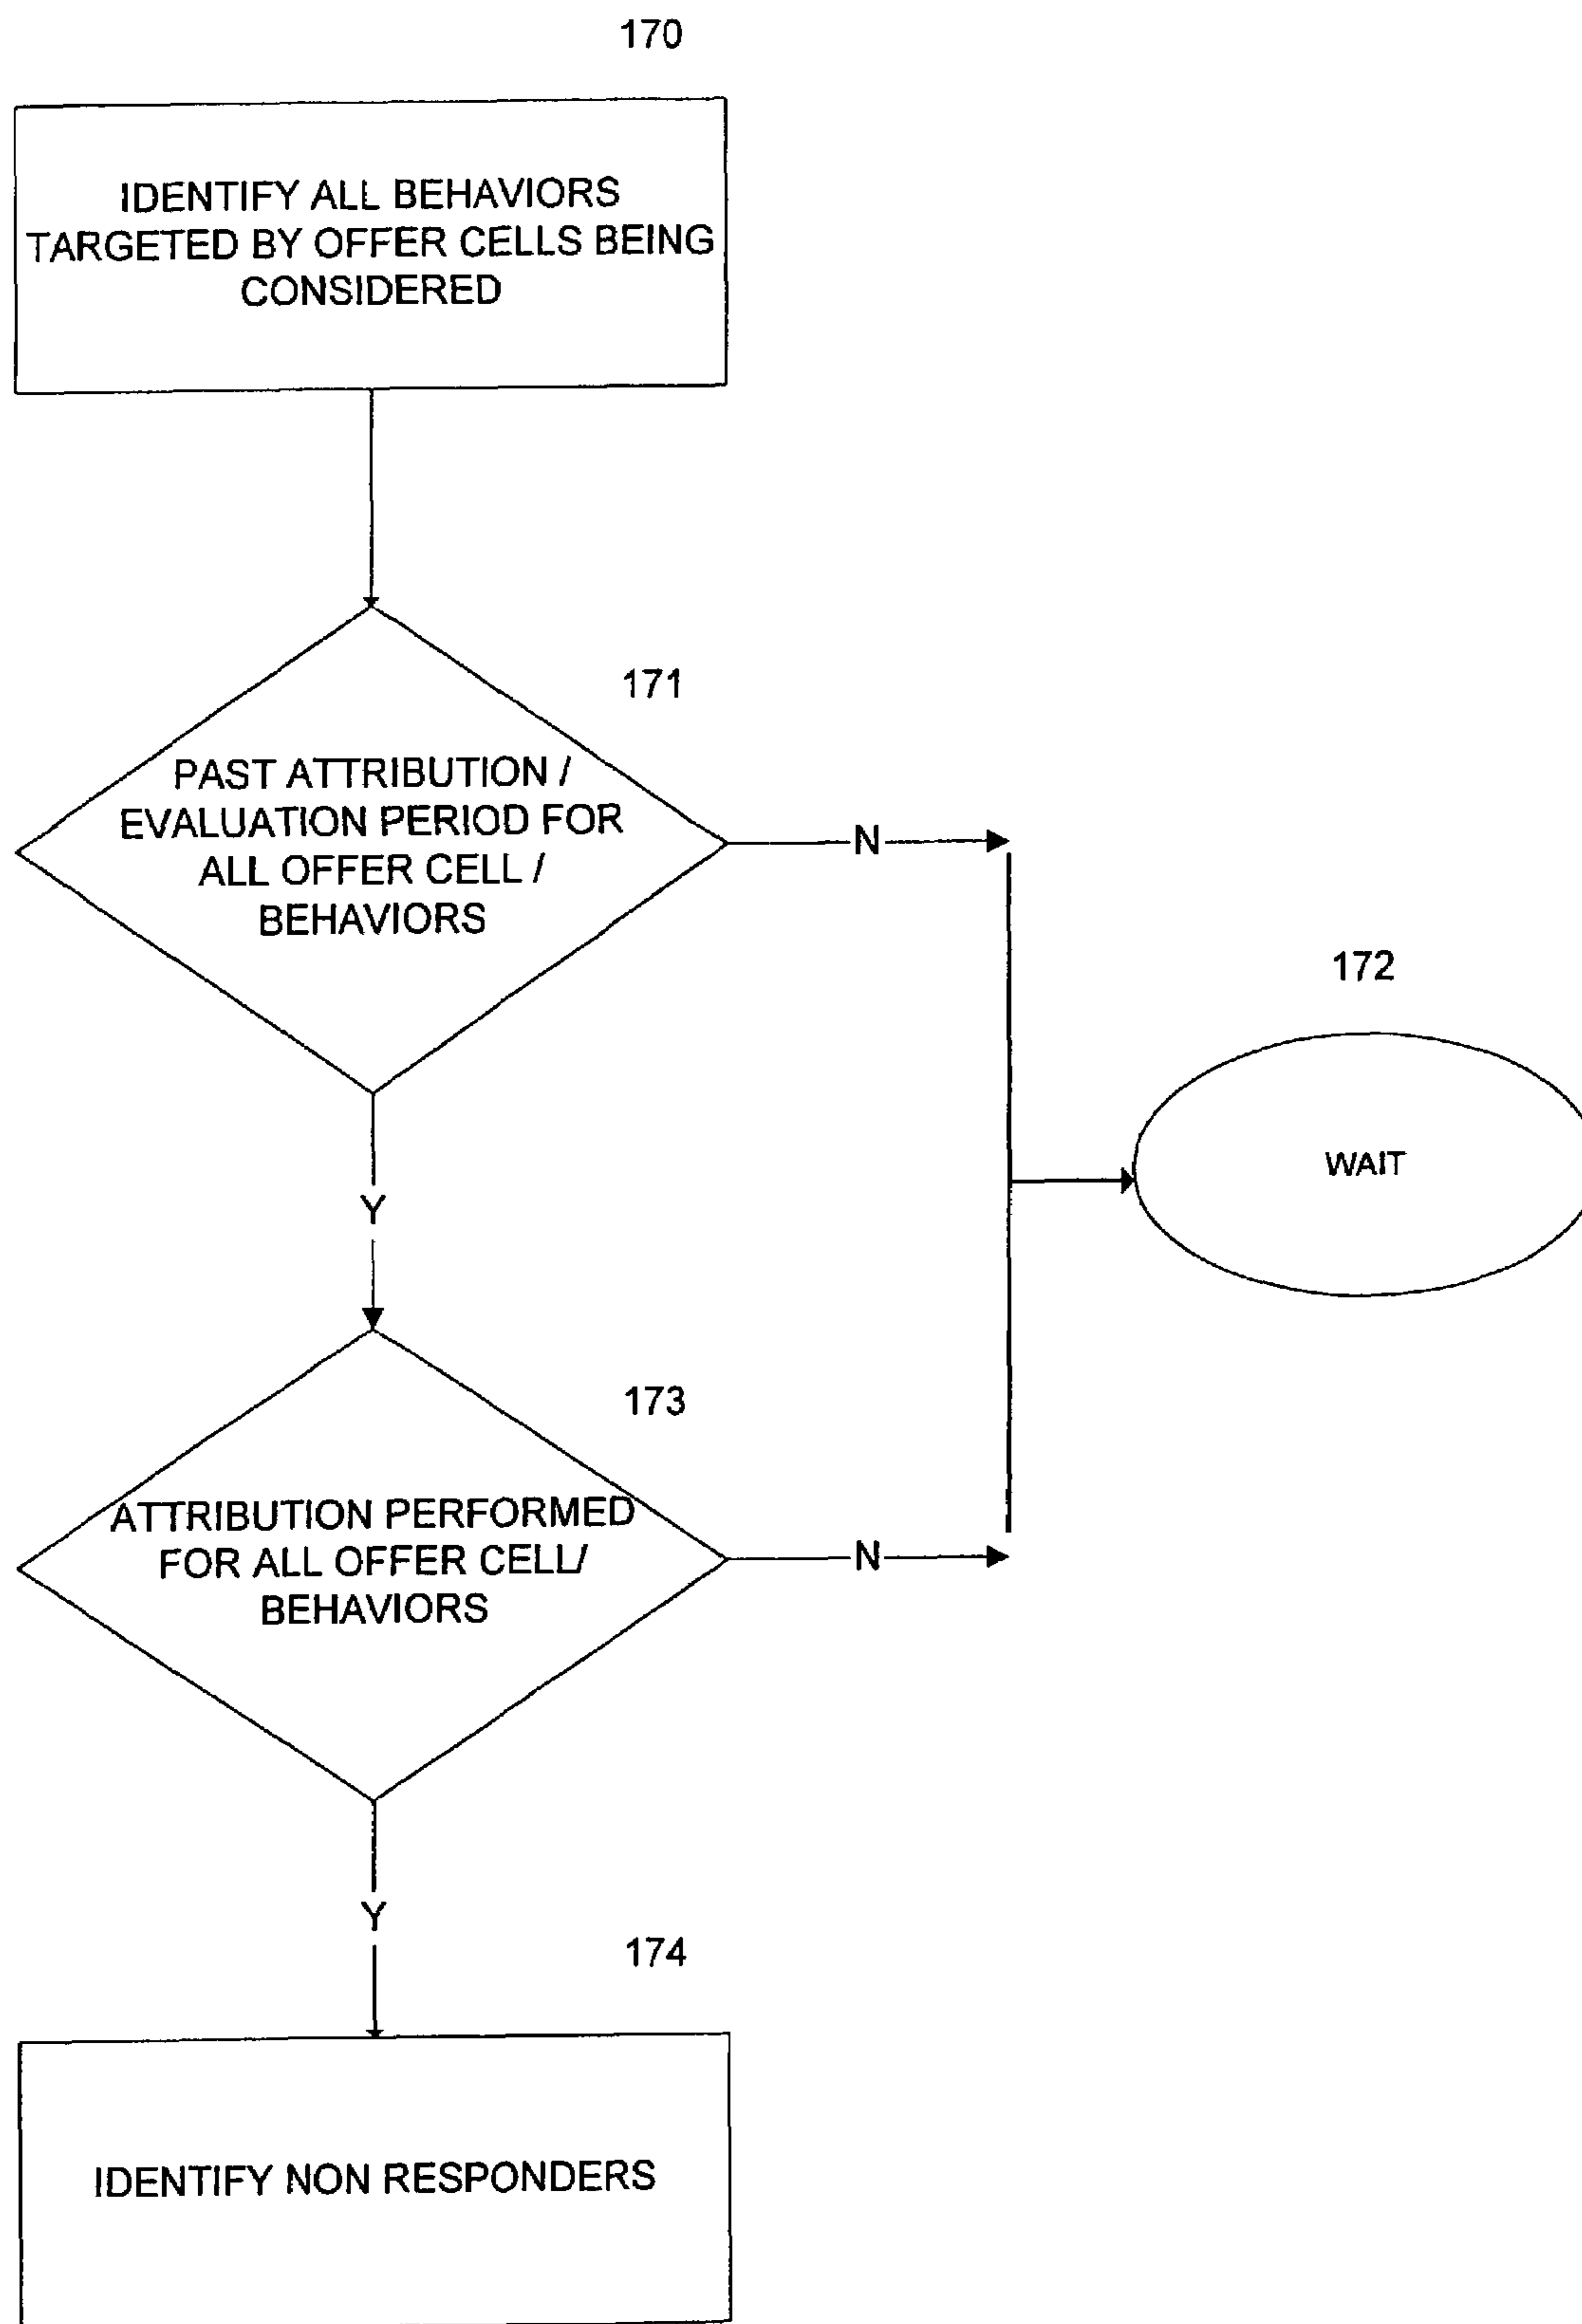 170
IDENTIFY ALL BEHAVIORS
TARGETED BY OFFER CELLS BEING
CONSIDERED
171
PAST ATTRIBUTION /
EVALUATION PERIOD FOR
ALL OFFER CELL /
BEHAVIORS
N
172
WAIT
Y
173
ATTRIBUTION PERFORMED
FOR ALL OFFER CELL/
BEHAVIORS
N
Y
174
IDENTIFY NON RESPONDERS